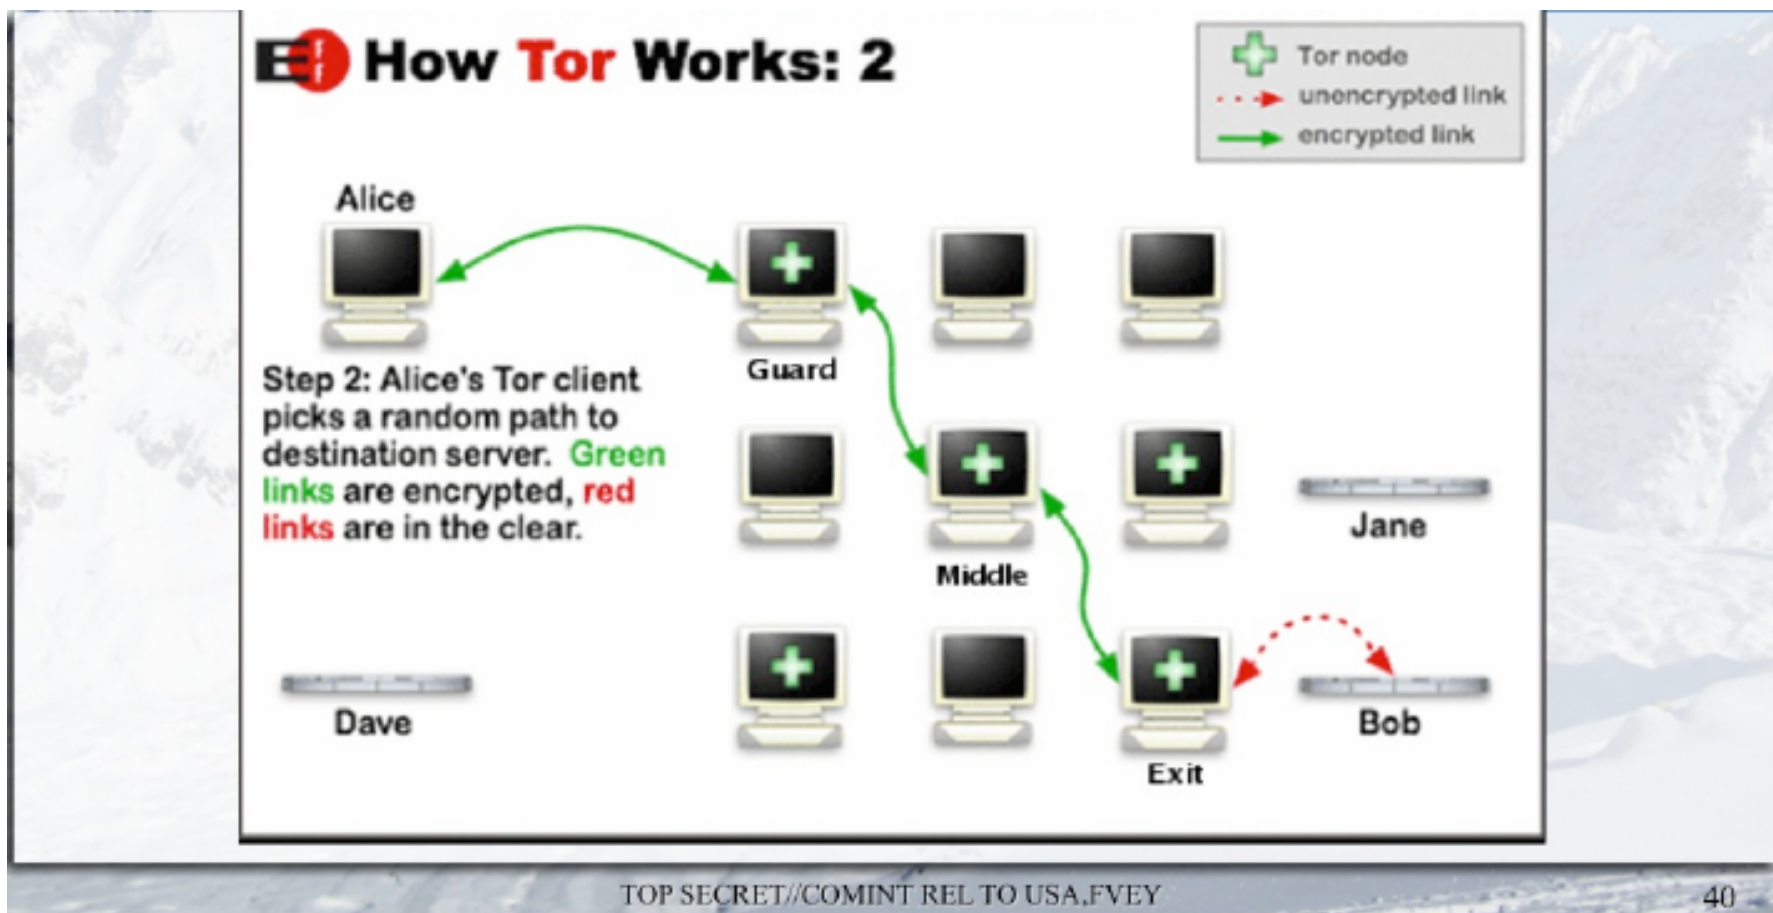 How Tor Works: 2
Tor node
unencrypted link
encrypted link
Alice
Guard
Step 2: Alice's Tor client
picks a random path to
destination server. Green
links are encrypted, red
links are in the clear.
Middle
Jane
Dave
Bob
Exit
TOP SECRET//COMINT REL TO USA,FVEY
40